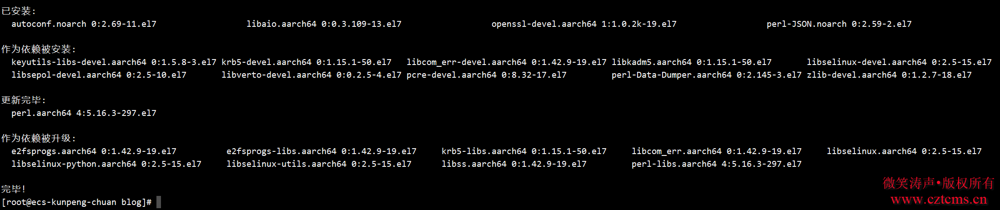 已安装:
autoconf.noarch 0:2.69-11.el7 libaio.aarch64 0:0.3.109-13.el7 openssl-devel.aarch64 1:1.0.2k-19.el7 perl-JSON.noarch 0:2.59-2.el7
作为依赖被安装:
keyutils-libs-devel.aarch64 0:1.5.8-3.el7 krb5-devel.aarch64 0:1.15.1-50.el7 libcom_err-devel.aarch64 0:1.42.9-19.el7 libkadm5.aarch64 0:1.15.1-50.el7 libselinux-devel.aarch64 0:2.5-15.el7
libsepol-devel.aarch64 0:2.5-10.el7 libverto-devel.aarch64 0:0.2.5-4.el7 pcre-devel.aarch64 0:8.32-17.el7 perl-Data-Dumper.aarch64 0:2.145-3.el7 zlib-devel.aarch64 0:1.2.7-18.el7
更新完毕:
perl.aarch64 4:5.16.3-297.el7
作为依赖被升级:
e2fsprogs.aarch64 0:1.42.9-19.el7 e2fsprogs-libs.aarch64 0:1.42.9-19.el7 krb5-libs.aarch64 0:1.15.1-50.el7 libcom_err.aarch64 0:1.42.9-19.el7 libselinux.aarch64 0:2.5-15.el7
libselinux-python.aarch64 0:2.5-15.el7 libselinux-utils.aarch64 0:2.5-15.el7 libss.aarch64 0:1.42.9-19.el7 perl-libs.aarch64 4:5.16.3-297.el7
完毕!
[root@ecs-kunpeng-chuan blog]#
微笑涛声•版权所有
www.cztcms.cn